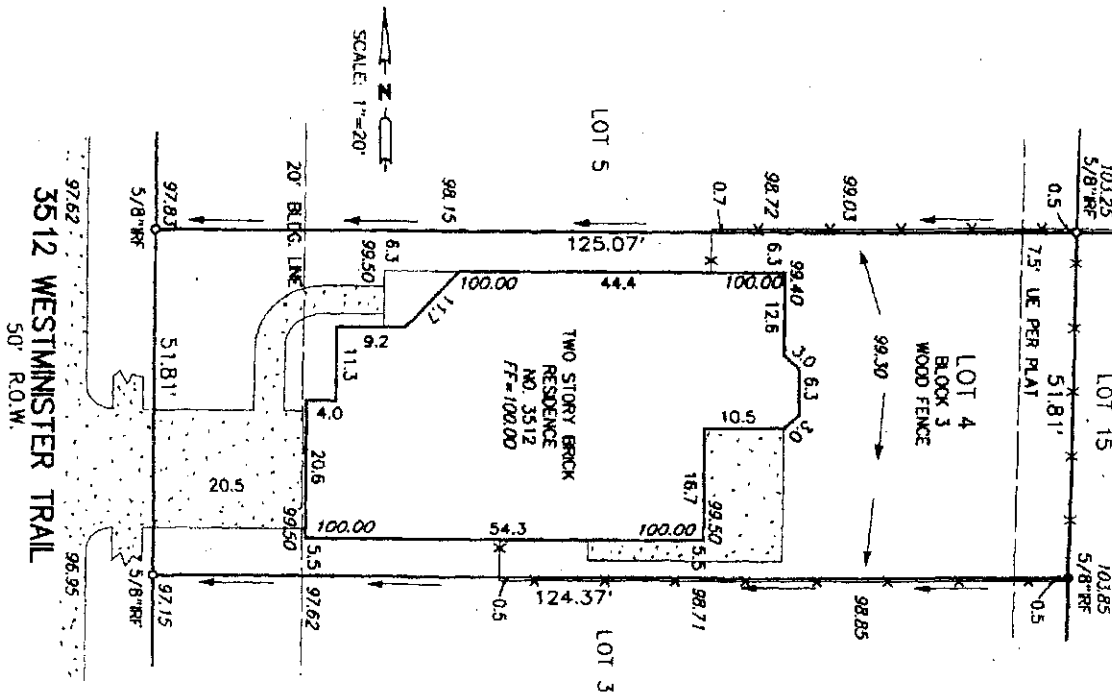 LOT 15
103.25
5/8"IRF
0.5
51.81'
7.5' UE PER PLAT
103.85
5/8"IRF
0.5
LOT 4
BLOCK 3
WOOD FENCE
99.03
98.72
0.7
99.30
98.85
98.71
LOT 5
125.07'
98.15
6.3
99.40
12.6
3.0
6.3
3.0
10.5
16.7
99.50
5.5
100.00
44.4
100.00
TWO STORY BRICK
RESIDENCE
NO. 3512
FF=100.00
100.00
54.3
100.00
LOT 3
124.37'
0.5
11.7
9.2
11.3
4.0
20.6
6.3
99.50
20' BLDG. LINE
99.50
5.5
97.62
20.5
97.83
5/8"IRF
51.81'
5/8"IRF
97.15
97.62
96.95
3512 WESTMINISTER TRAIL
50' R.O.W.
N
SCALE: 1"=20'